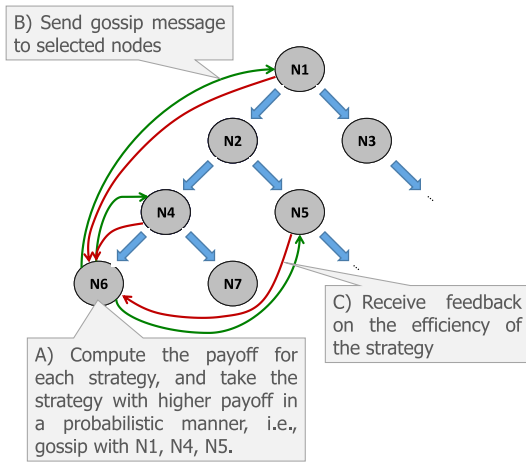 B) Send gossip message
to selected nodes
N1
N2
N3
N4
N5
N6
N7
C) Receive feedback
on the efficiency of
the strategy
A) Compute the payoff for
each strategy, and take the
strategy with higher payoff in
a probabilistic manner, i.e.,
gossip with N1, N4, N5.